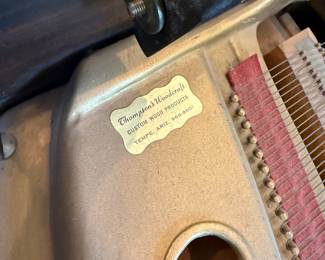 Thompson's Woodcraft
CUSTOM WOOD PRODUCTS
TEMPE, ARIZ.